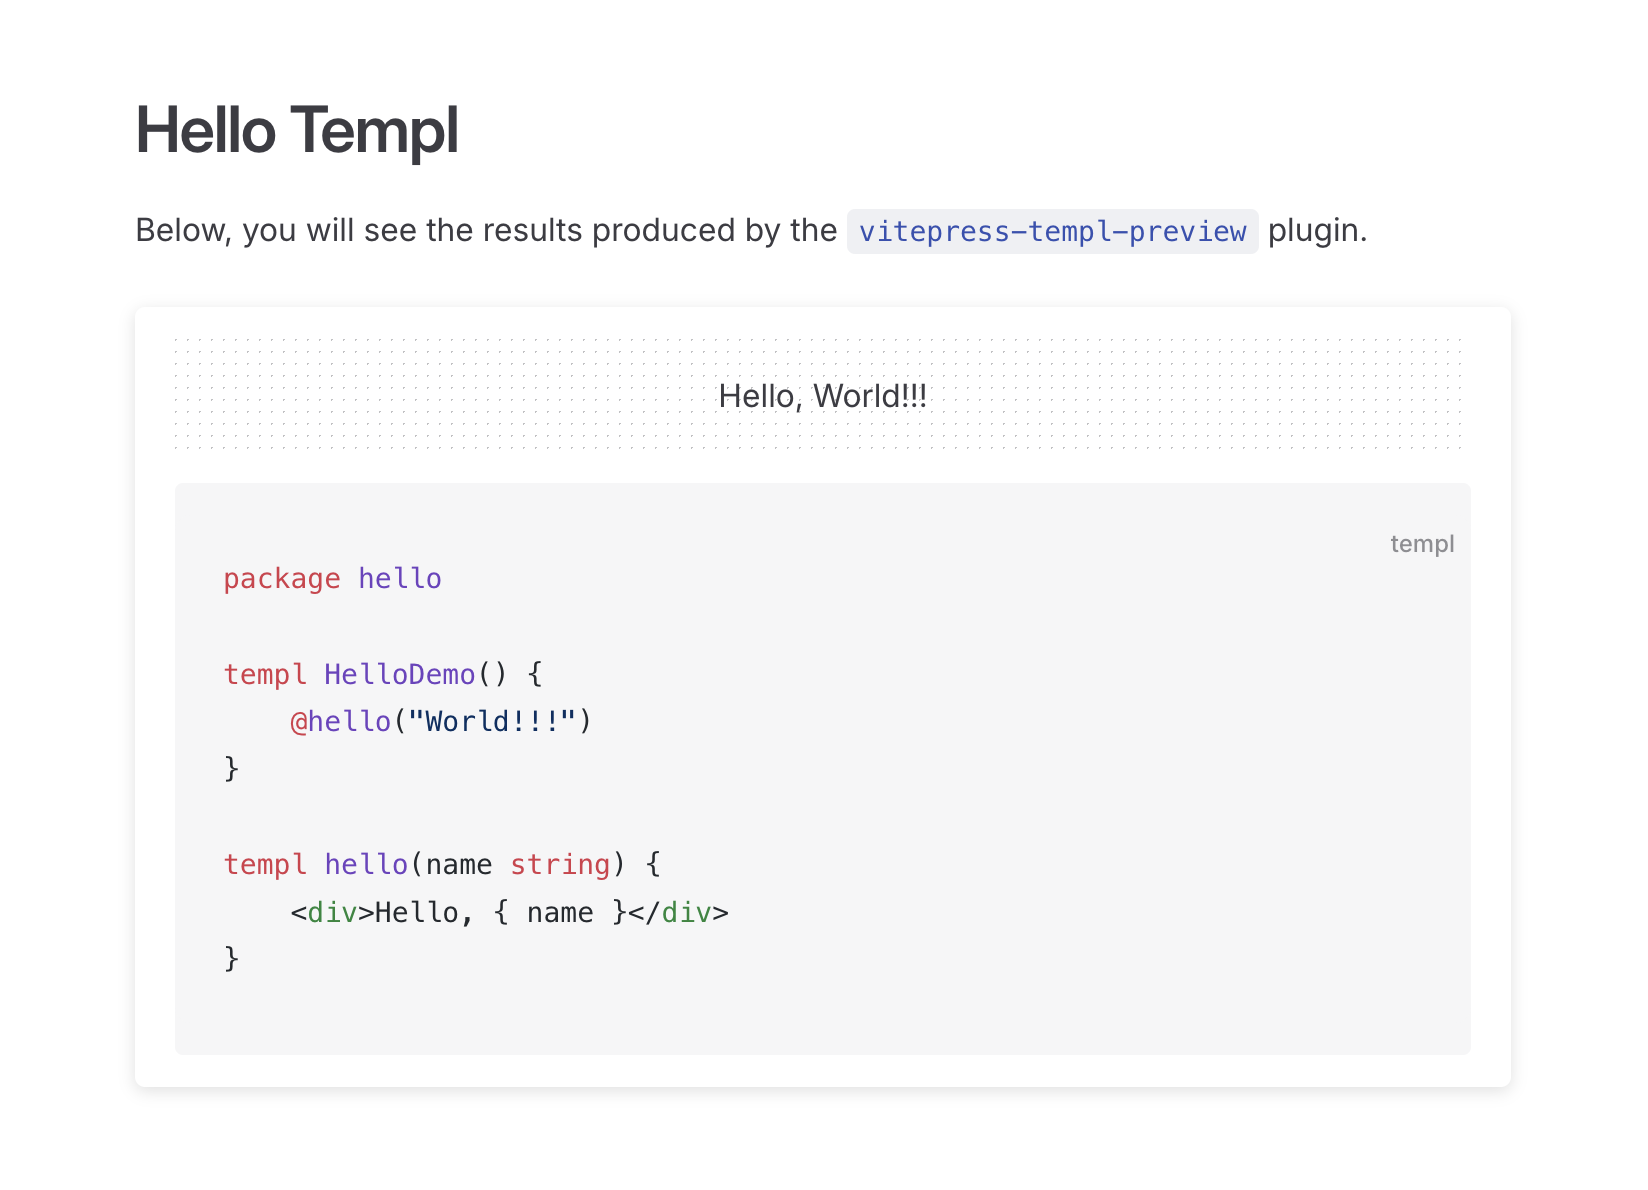 Hello Templ
Below, you will see the results produced by the vitepress-templ-preview plugin.
Hello, World!!!
templ
package hello
templ HelloDemo() {
    @hello("World!!!")
}
templ hello(name string) {
    <div>Hello, { name }</div>
}